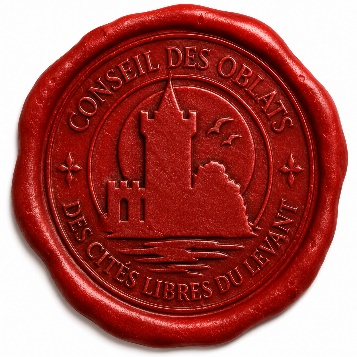 CONSEIL DES OBLATS
DES CITÉS LIBRES DU LEVANT